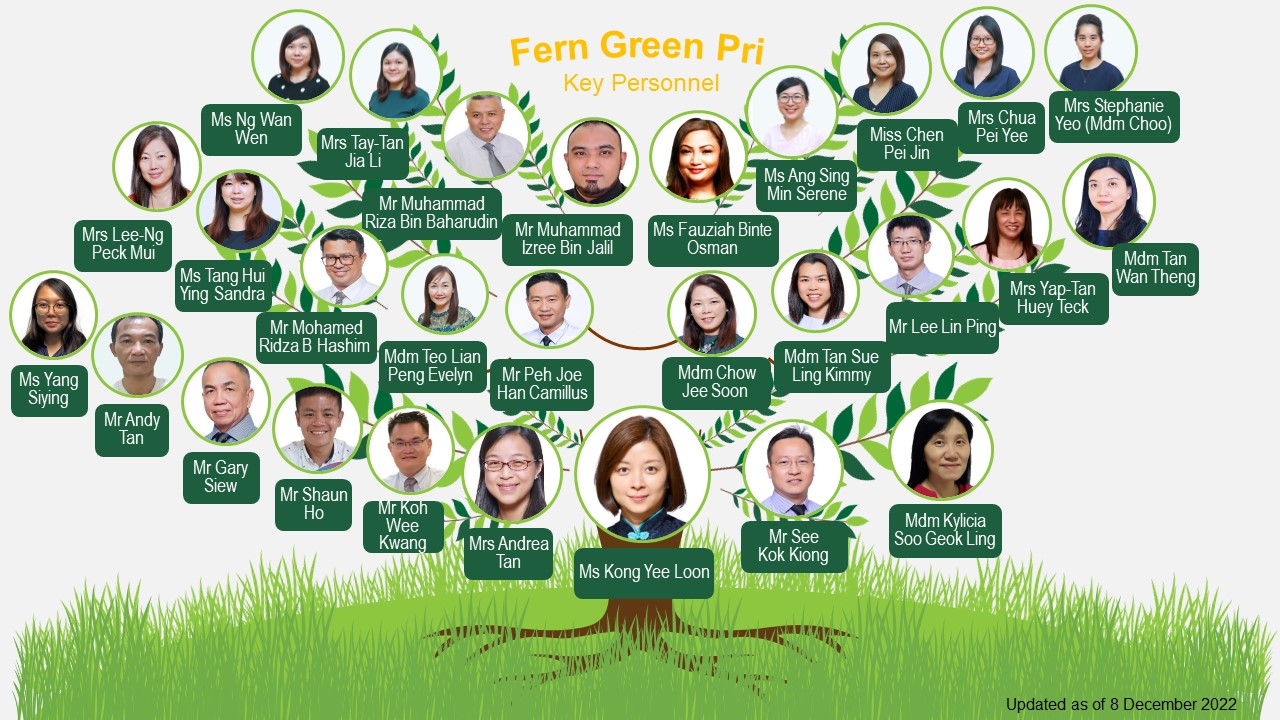 Fern Green Pri
Key Personnel
Ms Ng Wan
Wen
Mrs Tay-Tan
Jia Li
Mr Muhammad
Riza Bin Baharudin
Mr Muhammad
Izree Bin Jalil
Ms Fauziah Binte
Osman
Ms Ang Sing
Min Serene
Miss Chen
Pei Jin
Mrs Chua
Pei Yee
Mrs Stephanie
Yeo (Mdm Choo)
Mrs Lee-Ng
Peck Mui
Ms Tang Hui
Ying Sandra
Mr Mohamed
Ridza B Hashim
Mdm Teo Lian
Peng Evelyn
Mr Peh Joe
Han Camillus
Mdm Chow
Jee Soon
Mdm Tan Sue
Ling Kimmy
Mr Lee Lin Ping
Mrs Yap-Tan
Huey Teck
Mdm Tan
Wan Theng
Ms Yang
Siying
Mr Andy
Tan
Mr Gary
Siew
Mr Shaun
Ho
Mr Koh
Wee
Kwang
Mrs Andrea
Tan
Ms Kong Yee Loon
Mr See
Kok Kiong
Mdm Kylicia
Soo Geok Ling
Updated as of 8 December 2022